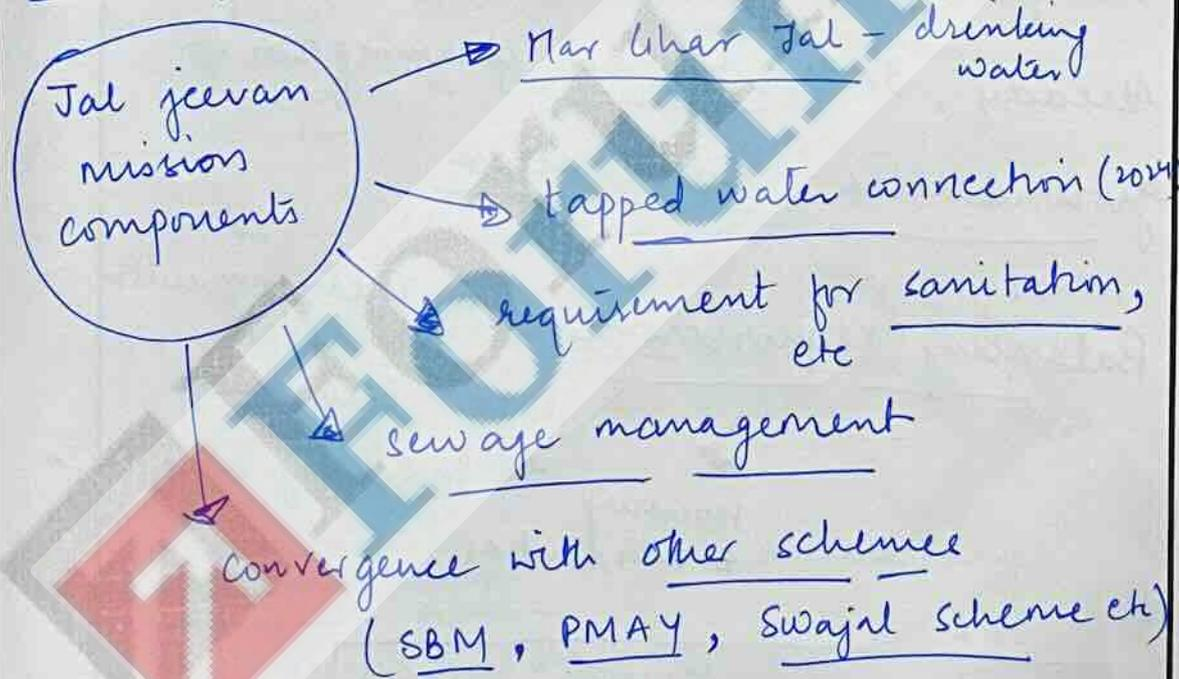 Jal jeevan
mission
components
Har Ghar Jal - drinking
water
tapped water connection (2024
requirement for sanitation,
etc
sewage management
convergence with other schemes
(SBM, PMAY, Swajal scheme etc)
Forum